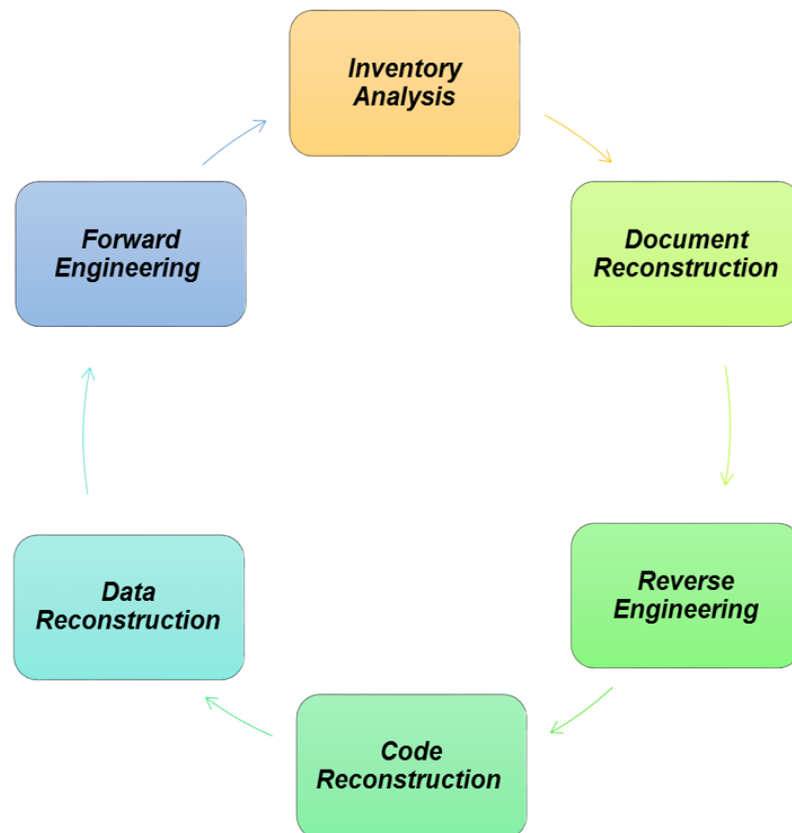 Inventory
Analysis
Document
Reconstruction
Reverse
Engineering
Code
Reconstruction
Data
Reconstruction
Forward
Engineering